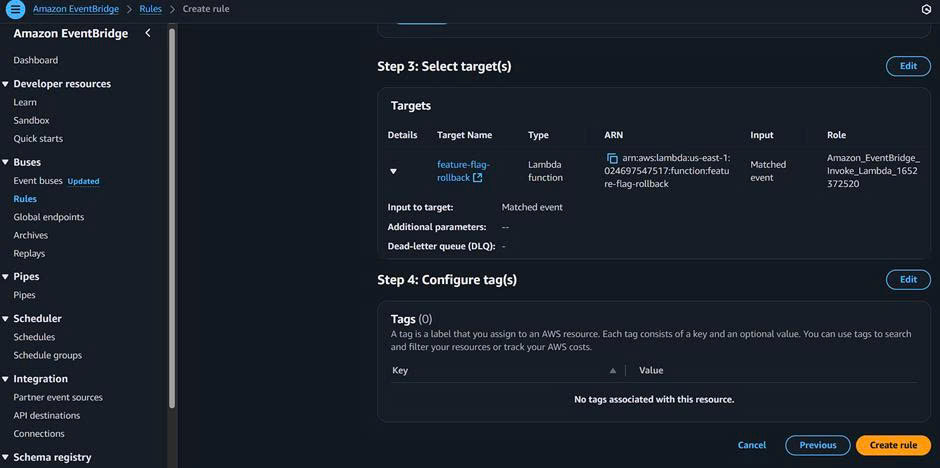 Amazon EventBridge > Rules > Create rule
Amazon EventBridge
Dashboard
Developer resources
Learn
Sandbox
Quick starts
Buses
Event buses Updated
Rules
Global endpoints
Archives
Replays
Pipes
Pipes
Scheduler
Schedules
Schedule groups
Integration
Partner event sources
API destinations
Connections
Schema registry
Step 3: Select target(s)
Edit
Targets
Details Target Name Type ARN Input Role
feature-flag-
rollback
Lambda
function
arn:aws:lambda:us-east-1:
024697547517:function:featu
re-flag-rollback
Matched
event
Amazon_EventBridge_
Invoke_Lambda_1652
372520
Input to target: Matched event
Additional parameters: --
Dead-letter queue (DLQ): -
Step 4: Configure tag(s)
Edit
Tags (0)
A tag is a label that you assign to an AWS resource. Each tag consists of a key and an optional value. You can use tags to search
and filter your resources or track your AWS costs.
Key Value
No tags associated with this resource.
Cancel Previous Create rule